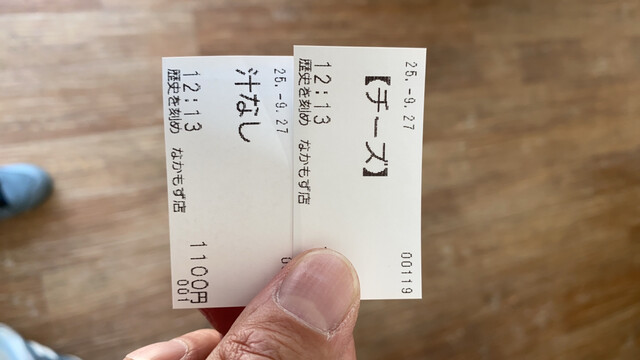 25.-9.27
汁なし
12:13
1100円
歴史を刻め なかもず店
001
25.-9.27
00119
【チーズ】
12:13
歴史を刻め なかもず店